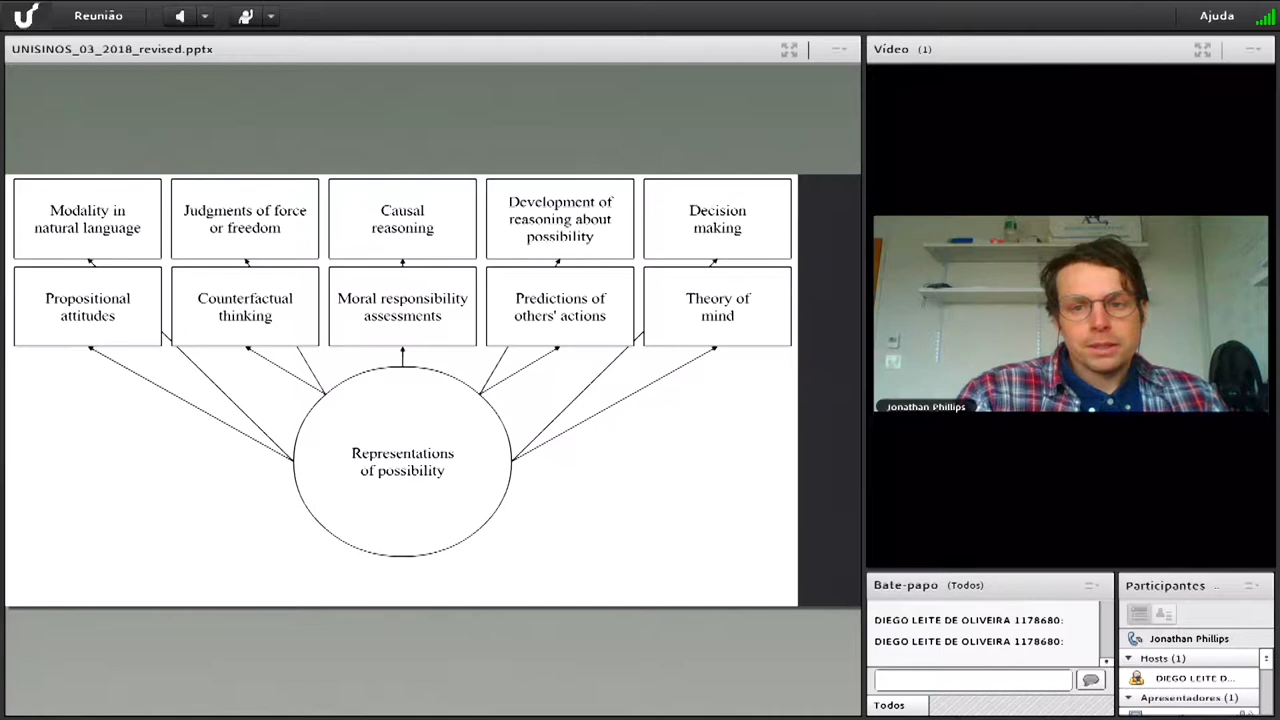 Reunião
Ajuda
UNISINOS_03_2018_revised.pptx
Modality in
natural language
Judgments of force
or freedom
Causal
reasoning
Development of
reasoning about
possibility
Decision
making
Propositional
attitudes
Counterfactual
thinking
Moral responsibility
assessments
Predictions of
others' actions
Theory of
mind
Representations
of possibility
Vídeo (1)
Jonathan Phillips
Bate-papo (Todos)
DIEGO LEITE DE OLIVEIRA 1178680:
DIEGO LEITE DE OLIVEIRA 1178680:
Todos
Participantes ..
Jonathan Phillips
Hosts (1)
DIEGO LEITE D...
Apresentadores (1)